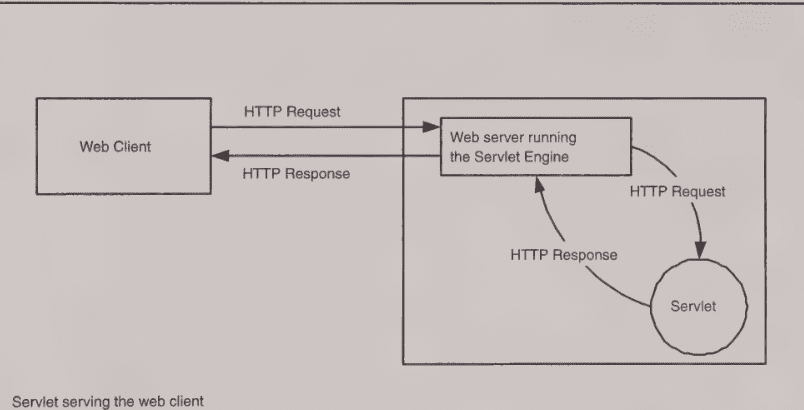 HTTP Request
Web Client
Web server running
the Servlet Engine
HTTP Response
HTTP Request
HTTP Response
Servlet
Servlet serving the web client